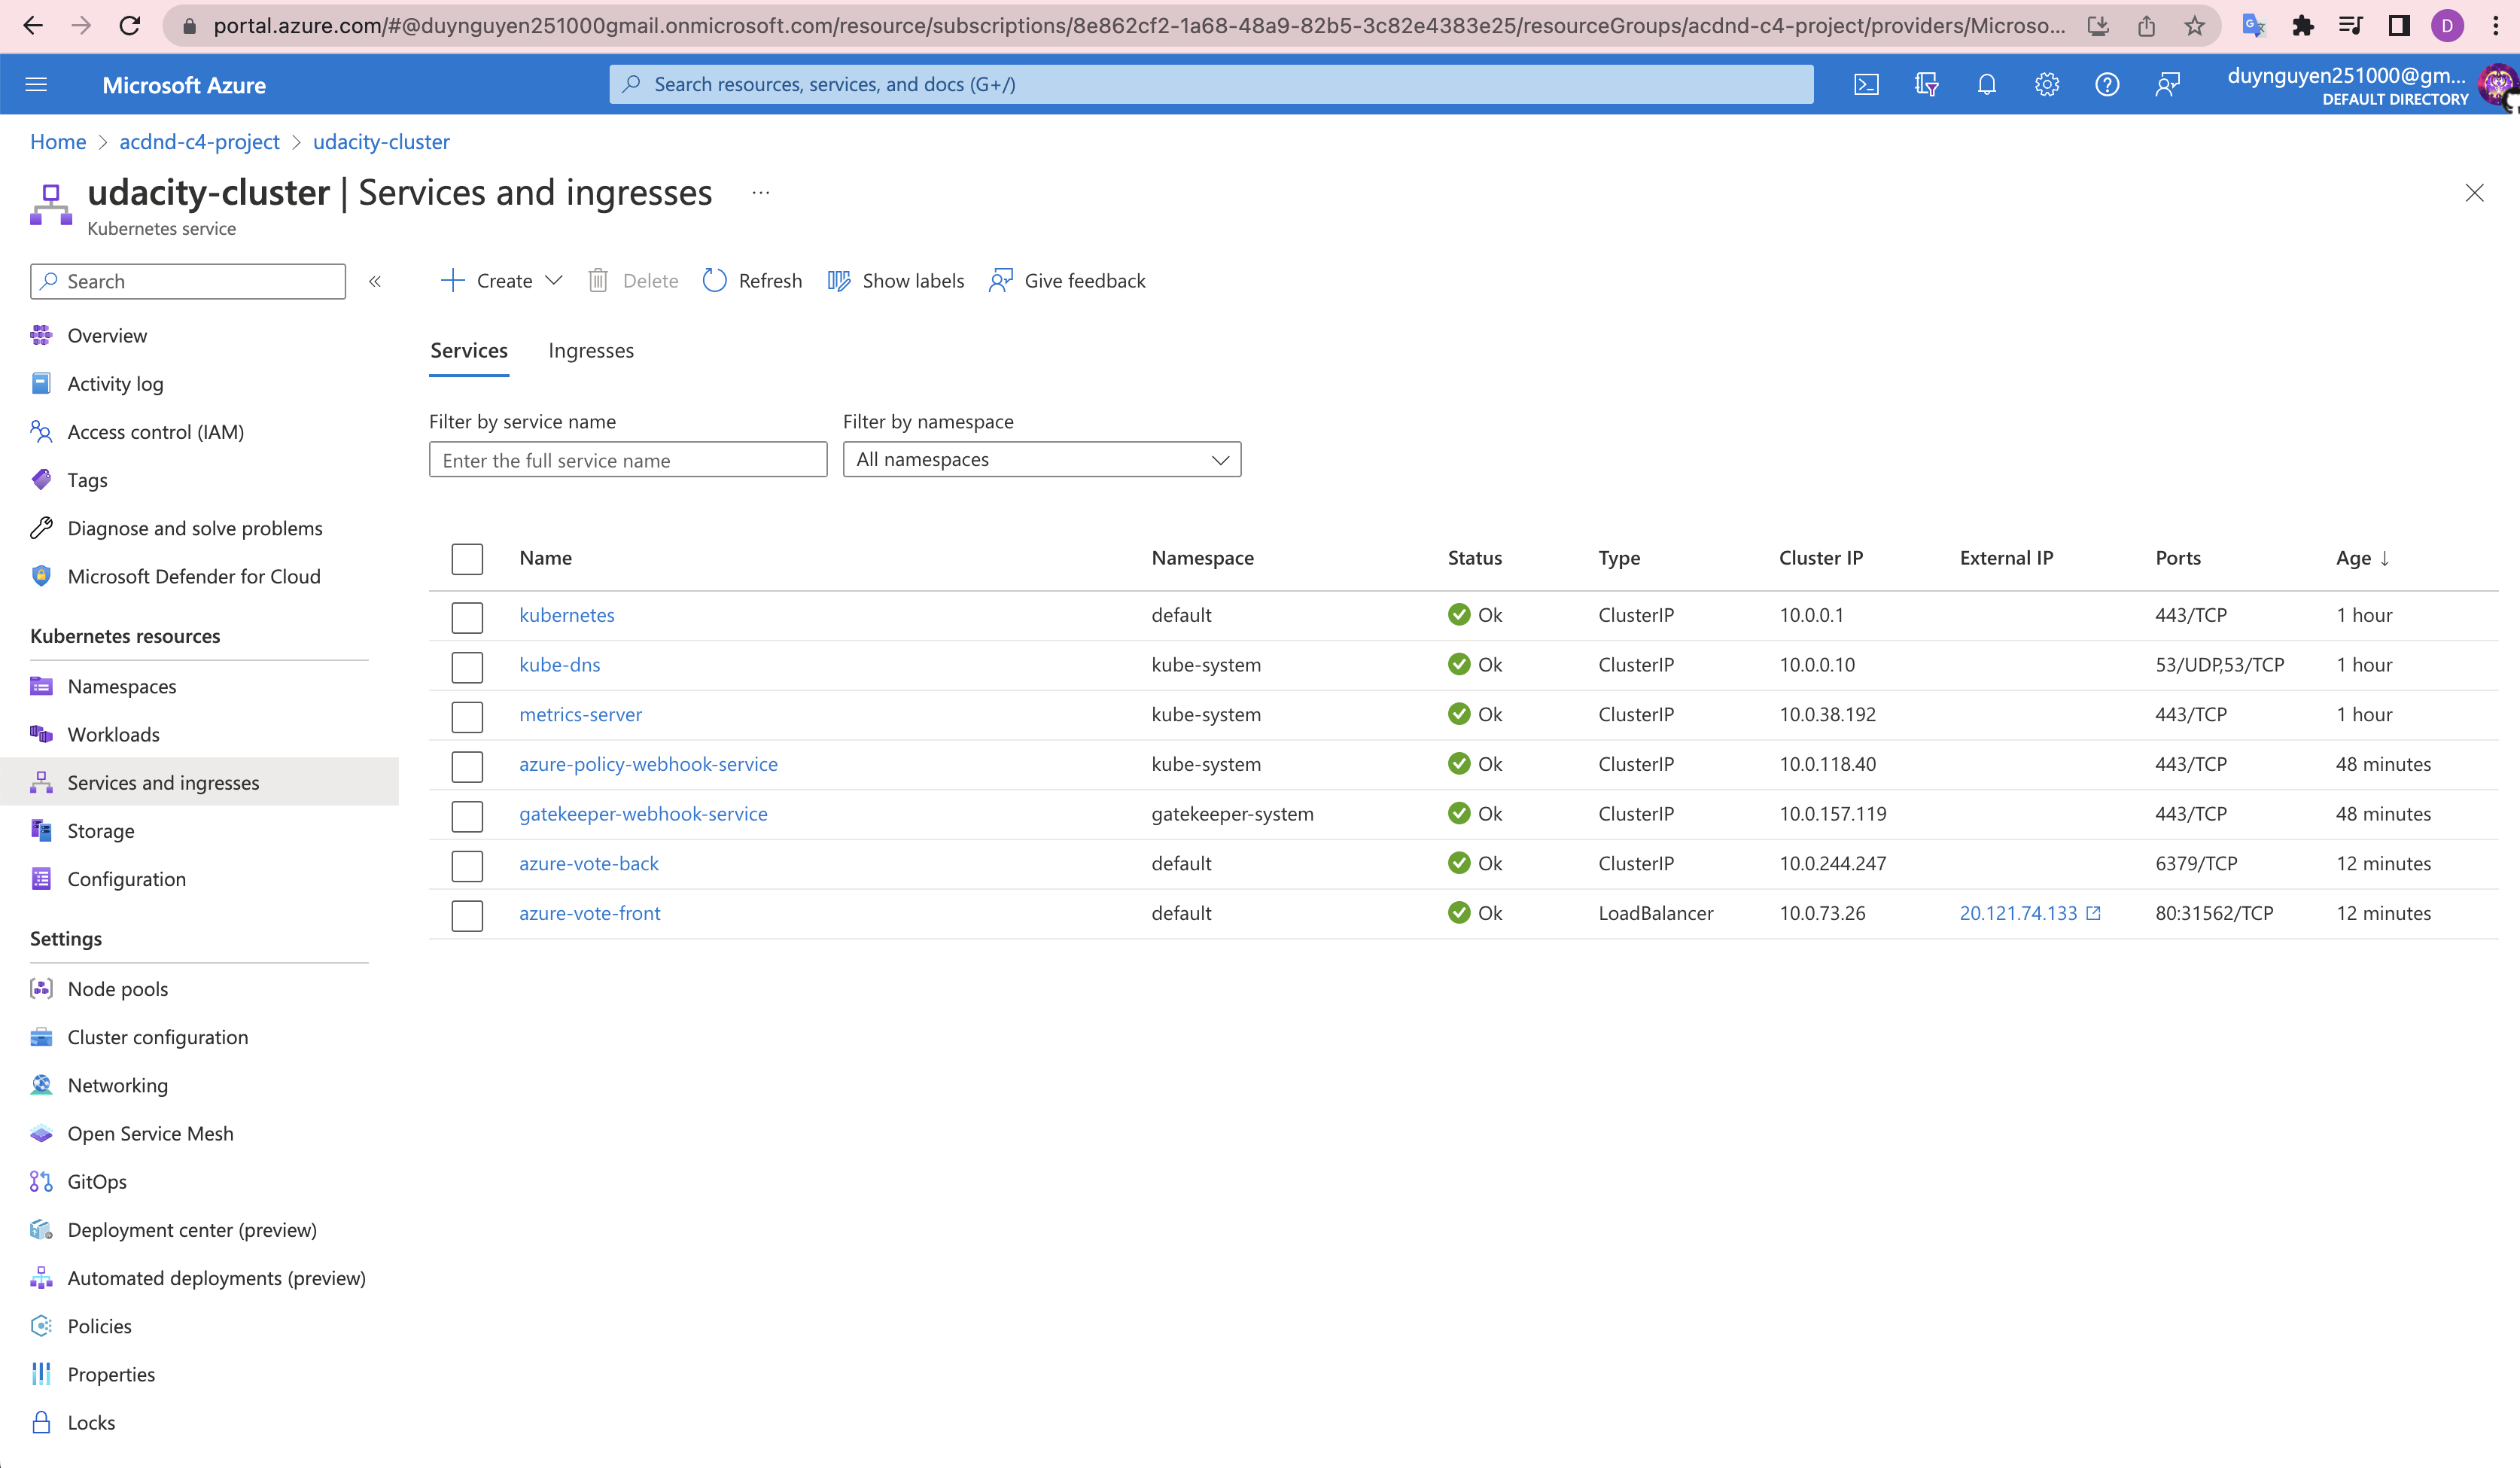 portal.azure.com/#@duynguyen251000gmail.onmicrosoft.com/resource/subscriptions/8e862cf2-1a68-48a9-82b5-3c82e4383e25/resourceGroups/acdnd-c4-project/providers/Microso...
D
Microsoft Azure
Search resources, services, and docs (G+/)
duynguyen251000@gm...
DEFAULT DIRECTORY
Home > acdnd-c4-project > udacity-cluster
udacity-cluster | Services and ingresses ...
Kubernetes service
Search «
Overview
Activity log
Access control (IAM)
Tags
Diagnose and solve problems
Microsoft Defender for Cloud
Kubernetes resources
Namespaces
Workloads
Services and ingresses
Storage
Configuration
Settings
Node pools
Cluster configuration
Networking
Open Service Mesh
GitOps
Deployment center (preview)
Automated deployments (preview)
Policies
Properties
Locks
Create Delete Refresh Show labels Give feedback
Services Ingresses
Filter by service name Filter by namespace
Enter the full service name All namespaces
Name Namespace Status Type Cluster IP External IP Ports Age ↓
kubernetes default Ok ClusterIP 10.0.0.1 443/TCP 1 hour
kube-dns kube-system Ok ClusterIP 10.0.0.10 53/UDP,53/TCP 1 hour
metrics-server kube-system Ok ClusterIP 10.0.38.192 443/TCP 1 hour
azure-policy-webhook-service kube-system Ok ClusterIP 10.0.118.40 443/TCP 48 minutes
gatekeeper-webhook-service gatekeeper-system Ok ClusterIP 10.0.157.119 443/TCP 48 minutes
azure-vote-back default Ok ClusterIP 10.0.244.247 6379/TCP 12 minutes
azure-vote-front default Ok LoadBalancer 10.0.73.26 20.121.74.133 80:31562/TCP 12 minutes